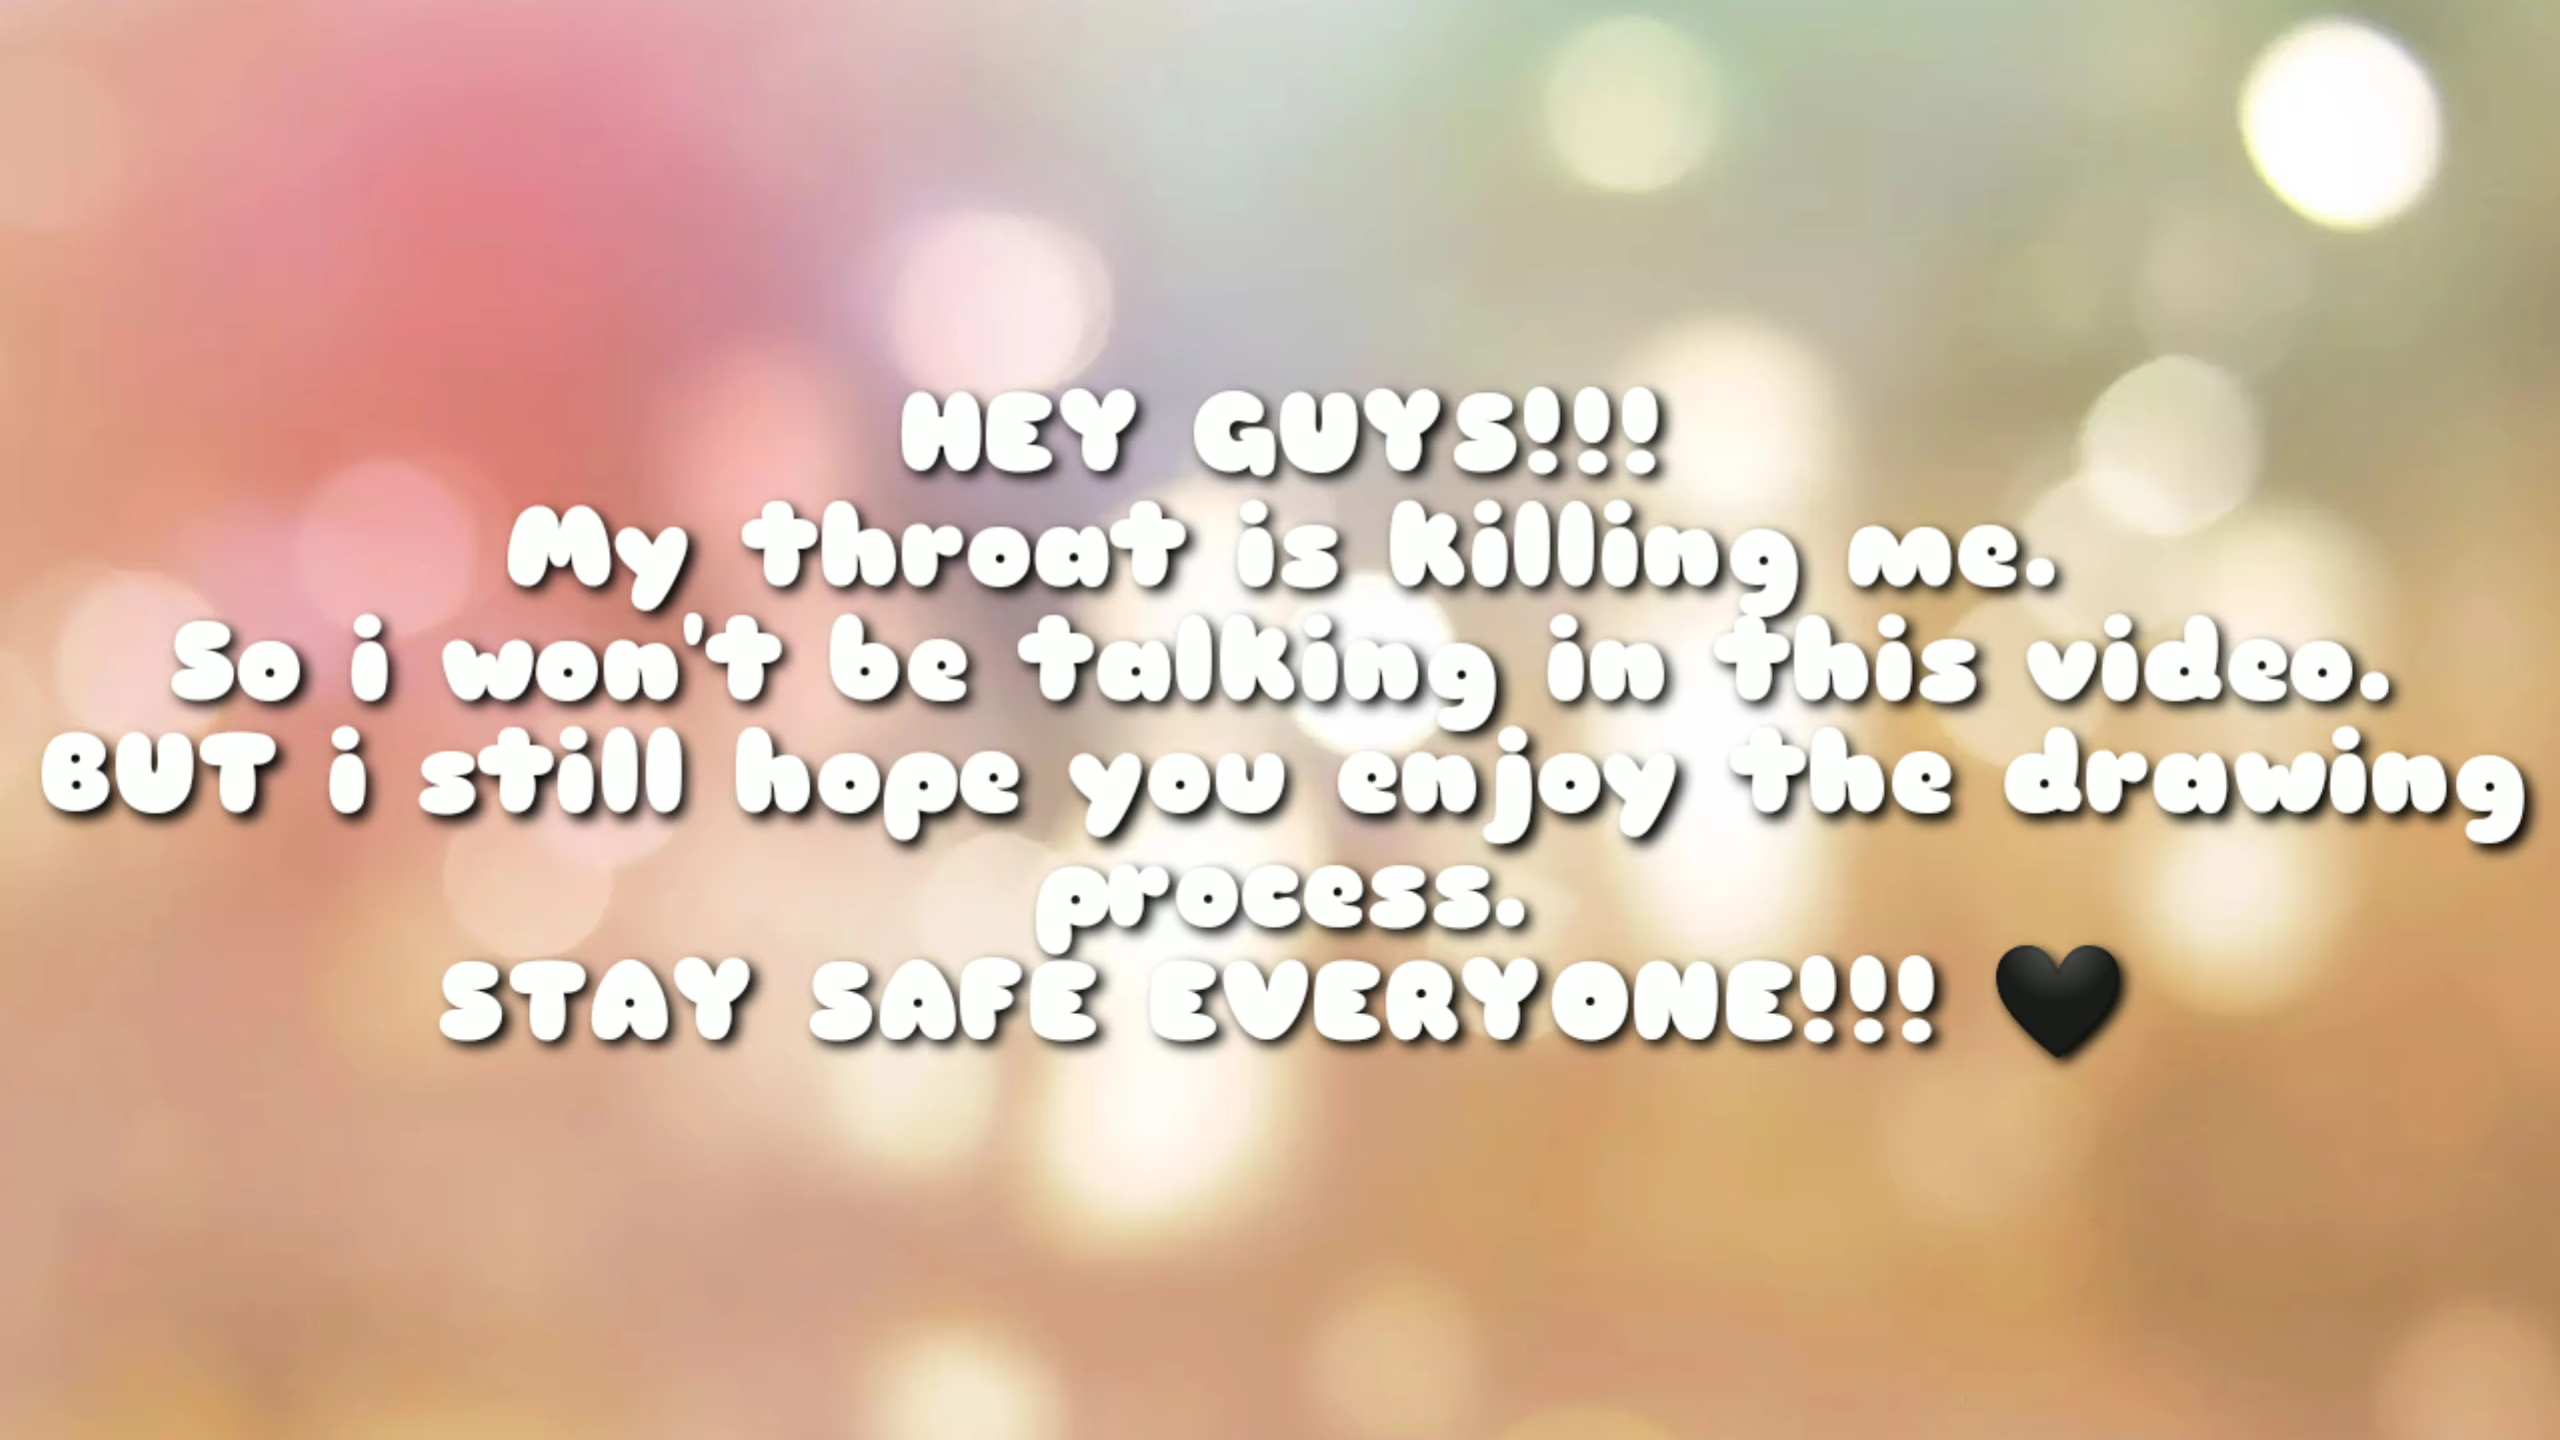 HEY GUYS!!!
My throat is killing me.
So i won't be talking in this video.
BUT i still hope you enjoy the drawing
process.
STAY SAFE EVERYONE!!! 🖤